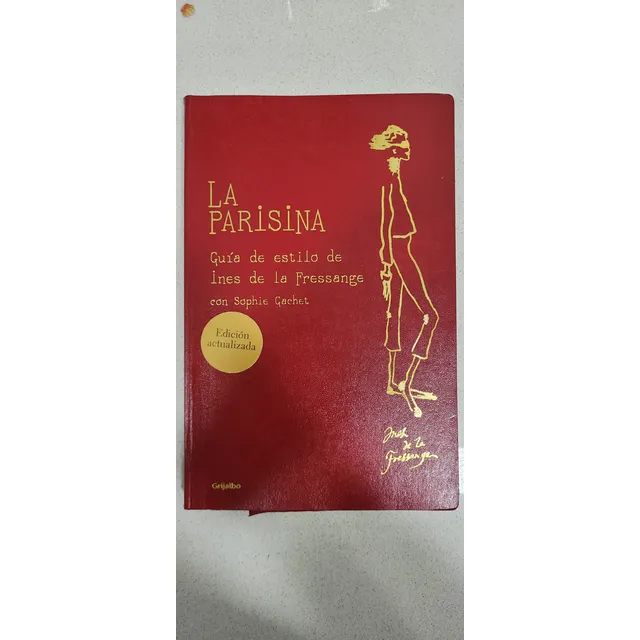 LA
PARISINA
Guía de estilo de
Ines de la Fressange
con Sophie Gachet
Edición
actualizada
Ines
de la
Fressange
Grijalbo